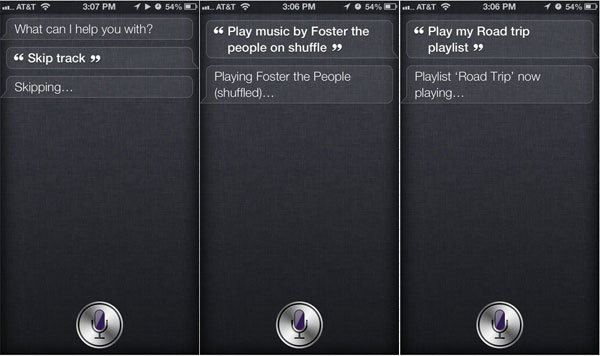 AT&T 3:07 PM 54%
What can I help you with?
“ Skip track ”
Skipping...
AT&T 3:06 PM 54%
“ Play music by Foster the
people on shuffle ”
Playing Foster the People
(shuffled)...
AT&T 3:06 PM 54%
“ Play my Road trip
playlist ”
Playlist ‘Road Trip’ now
playing...